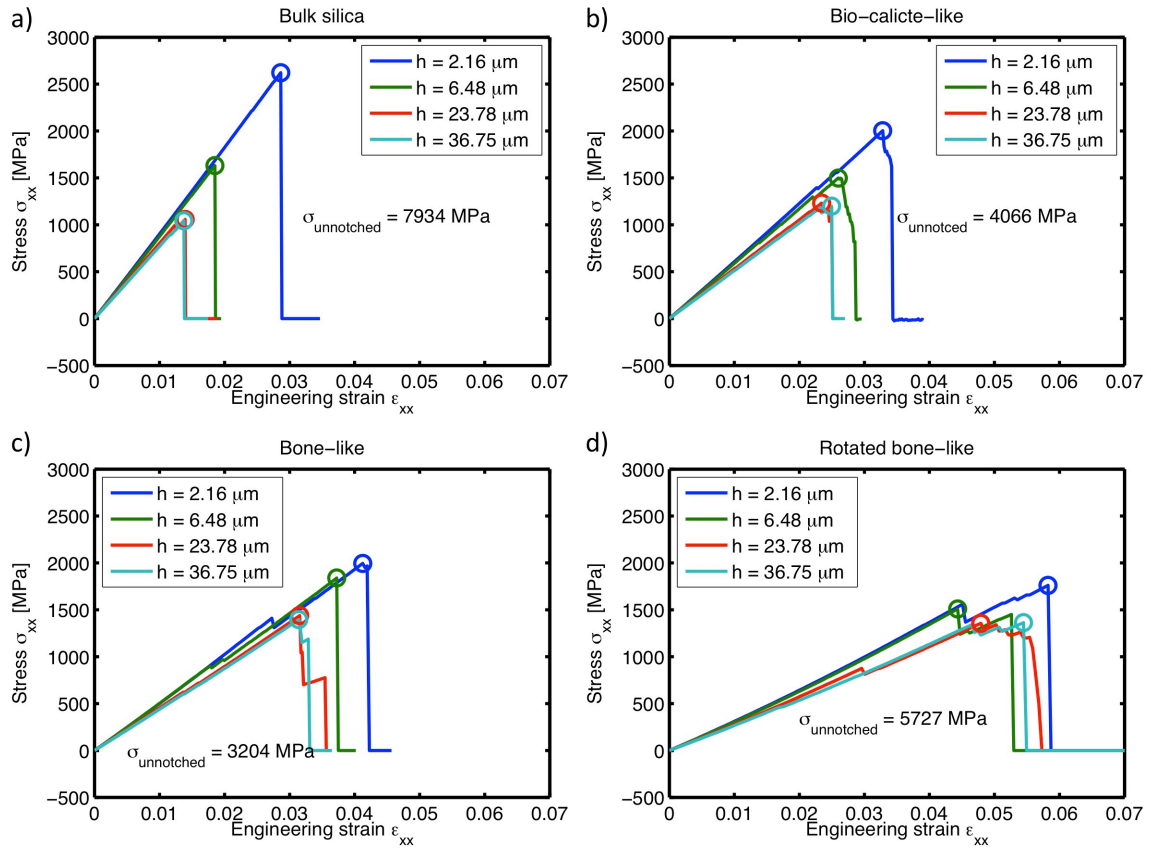 a)
Bulk silica
3000
2500
2000
1500
1000
500
0
−500
Stress σxx [MPa]
h = 2.16 μm
h = 6.48 μm
h = 23.78 μm
h = 36.75 μm
σunnotched = 7934 MPa
0 0.01 0.02 0.03 0.04 0.05 0.06 0.07
Engineering strain εxx
b)
Bio−calicte−like
3000
2500
2000
1500
1000
500
0
−500
Stress σxx [MPa]
h = 2.16 μm
h = 6.48 μm
h = 23.78 μm
h = 36.75 μm
σunnotced = 4066 MPa
0 0.01 0.02 0.03 0.04 0.05 0.06 0.07
Engineering strain εxx
c)
Bone−like
3000
2500
2000
1500
1000
500
0
−500
Stress σxx [MPa]
h = 2.16 μm
h = 6.48 μm
h = 23.78 μm
h = 36.75 μm
σunnotched = 3204 MPa
0 0.01 0.02 0.03 0.04 0.05 0.06 0.07
Engineering strain εxx
d)
Rotated bone−like
3000
2500
2000
1500
1000
500
0
−500
Stress σxx [MPa]
h = 2.16 μm
h = 6.48 μm
h = 23.78 μm
h = 36.75 μm
σunnotched = 5727 MPa
0 0.01 0.02 0.03 0.04 0.05 0.06 0.07
Engineering strain εxx